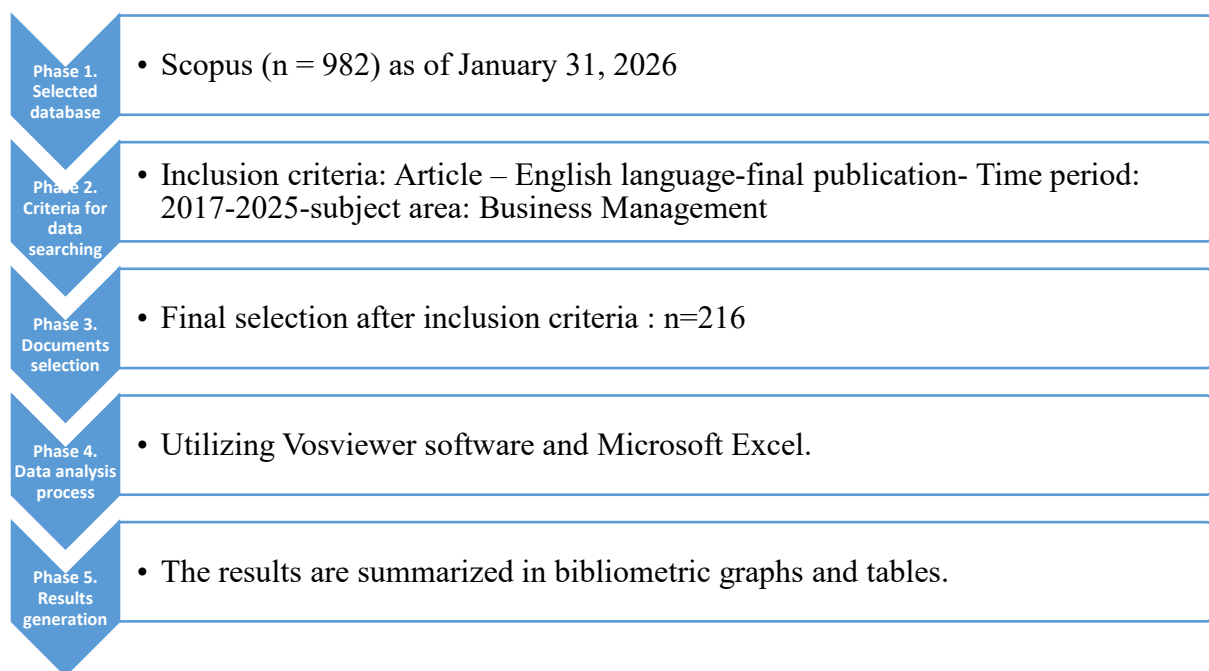 Phase 1.
Selected
database
• Scopus (n = 982) as of January 31, 2026
Phase 2.
Criteria for
data
searching
• Inclusion criteria: Article – English language-final publication- Time period:
2017-2025-subject area: Business Management
Phase 3.
Documents
selection
• Final selection after inclusion criteria : n=216
Phase 4.
Data analysis
process
• Utilizing Vosviewer software and Microsoft Excel.
Phase 5.
Results
generation
• The results are summarized in bibliometric graphs and tables.